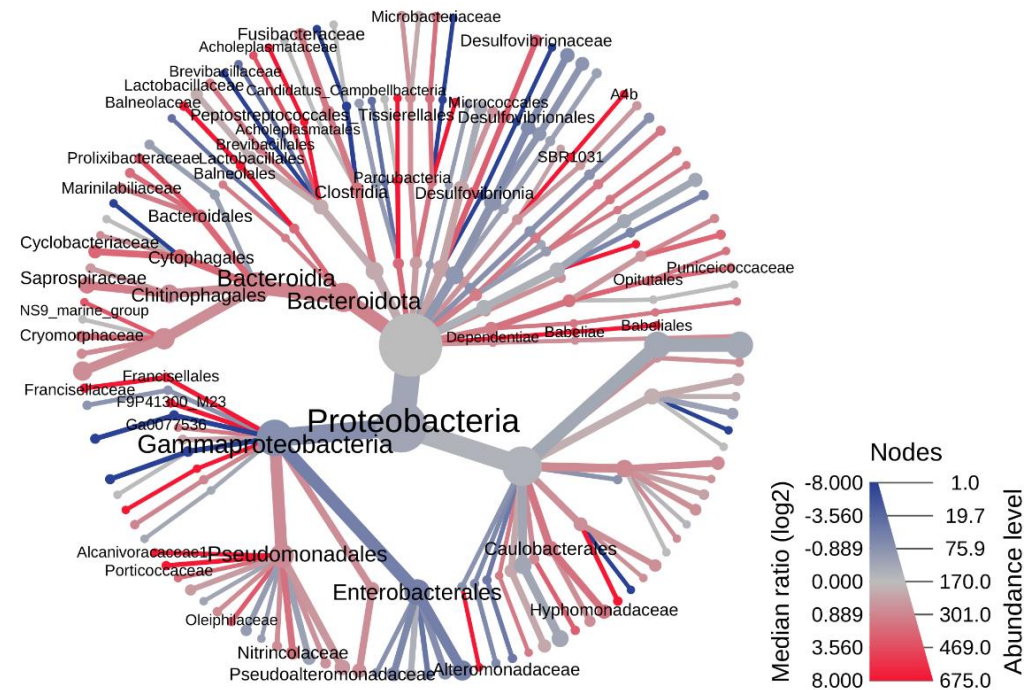 Microbacteriaceae
Fusibacteraceae
Desulfovibrionaceae
Acholeplasmataceae
Brevibacillaceae
Lactobacillaceae
Candidatus_Campbellbacteria
A4b
Balneolaceae
Micrococcales
Peptostreptococcales_Tissierellales
Desulfovibrionales
Acholeplasmatales
Brevibacillales
SBR1031
Prolixibacteraceae
Lactobacillales
Balneolales
Parcubacteria
Marinilabiliaceae
Clostridia
Desulfovibrionia
Bacteroidales
Cyclobacteriaceae
Cytophagales
Puniceicoccaceae
Saprospiraceae
Bacteroidia
Opitutales
Chitinophagales
Bacteroidota
NS9_marine_group
Cryomorphaceae
Dependentiae
Babeliae
Babeliales
Francisellales
Francisellaceae
F9P41300_M23
Ga0077536
Proteobacteria
Gammaproteobacteria
Alcanivoracaceae1
Pseudomonadales
Caulobacterales
Porticoccaceae
Enterobacterales
Hyphomonadaceae
Oleiphilaceae
Nitrincolaceae
Pseudoalteromonadaceae
Alteromonadaceae
Nodes
Median ratio (log2)
Abundance level
-8.000 1.0
-3.560 19.7
-0.889 75.9
0.000 170.0
0.889 301.0
3.560 469.0
8.000 675.0